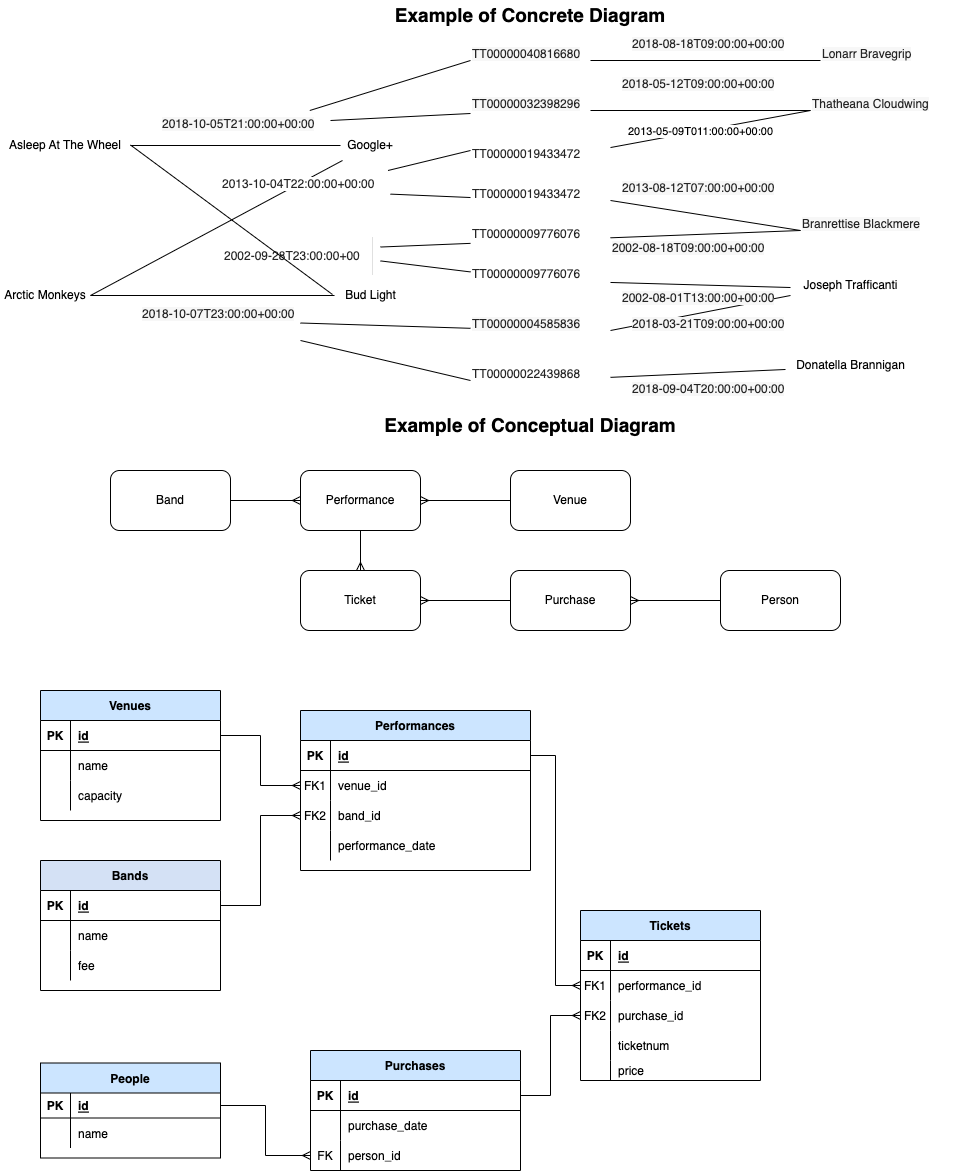 Example of Concrete Diagram
2018-08-18T09:00:00+00:00
TT00000040816680
Lonarr Bravegrip
2018-05-12T09:00:00+00:00
TT00000032398296
Thatheana Cloudwing
2018-10-05T21:00:00+00:00
2013-05-09T011:00:00+00:00
Asleep At The Wheel
Google+
TT00000019433472
2013-10-04T22:00:00+00:00
2013-08-12T07:00:00+00:00
TT00000019433472
Branrettise Blackmere
TT00000009776076
2002-08-18T09:00:00+00:00
2002-09-28T23:00:00+00
TT00000009776076
Joseph Trafficanti
Arctic Monkeys
Bud Light
2002-08-01T13:00:00+00:00
2018-10-07T23:00:00+00:00
TT00000004585836
2018-03-21T09:00:00+00:00
Donatella Brannigan
TT00000022439868
2018-09-04T20:00:00+00:00
Example of Conceptual Diagram
Band
Performance
Venue
Ticket
Purchase
Person
Venues
PK id
name
capacity
Performances
PK id
FK1 venue_id
FK2 band_id
performance_date
Bands
PK id
name
fee
Tickets
PK id
FK1 performance_id
FK2 purchase_id
ticketnum
price
People
PK id
name
Purchases
PK id
purchase_date
FK person_id